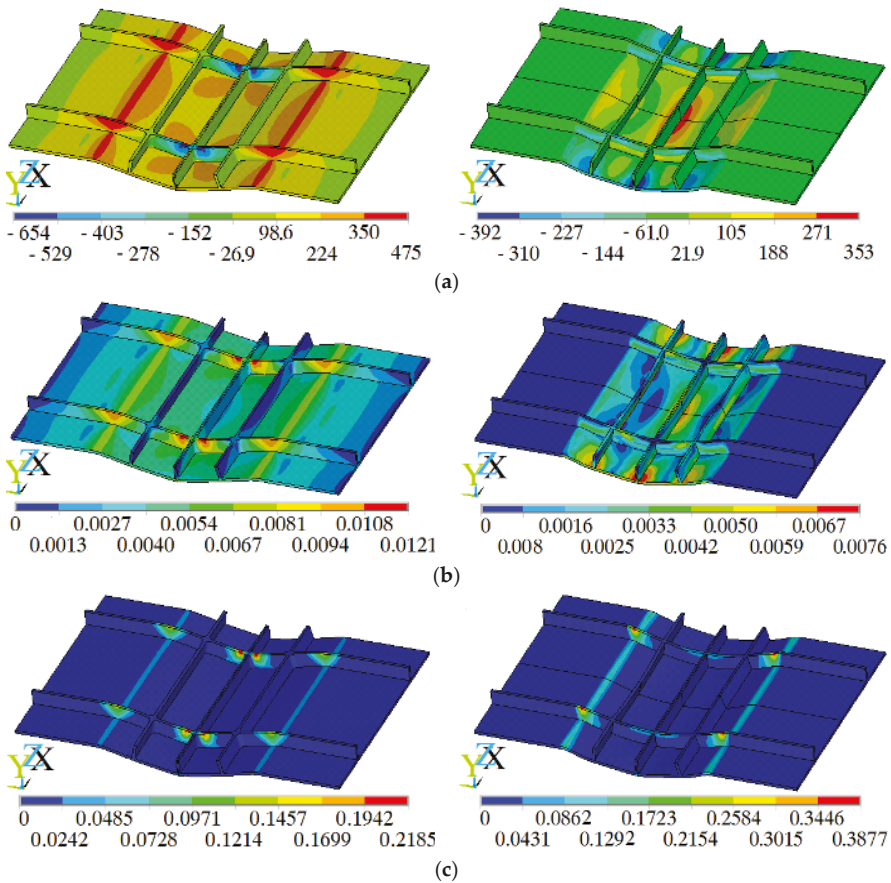 Y Z X
Y Z X
- 654 - 403 - 152 98.6 350
- 529 - 278 - 26.9 224 475
- 392 - 227 - 61.0 105 271
- 310 - 144 21.9 188 353
(a)
Y Z X
Y Z X
0 0.0027 0.0054 0.0081 0.0108
0.0013 0.0040 0.0067 0.0094 0.0121
0 0.0016 0.0033 0.0050 0.0067
0.008 0.0025 0.0042 0.0059 0.0076
(b)
Y Z X
Y Z X
0 0.0485 0.0971 0.1457 0.1942
0.0242 0.0728 0.1214 0.1699 0.2185
0 0.0862 0.1723 0.2584 0.3446
0.0431 0.1292 0.2154 0.3015 0.3877
(c)